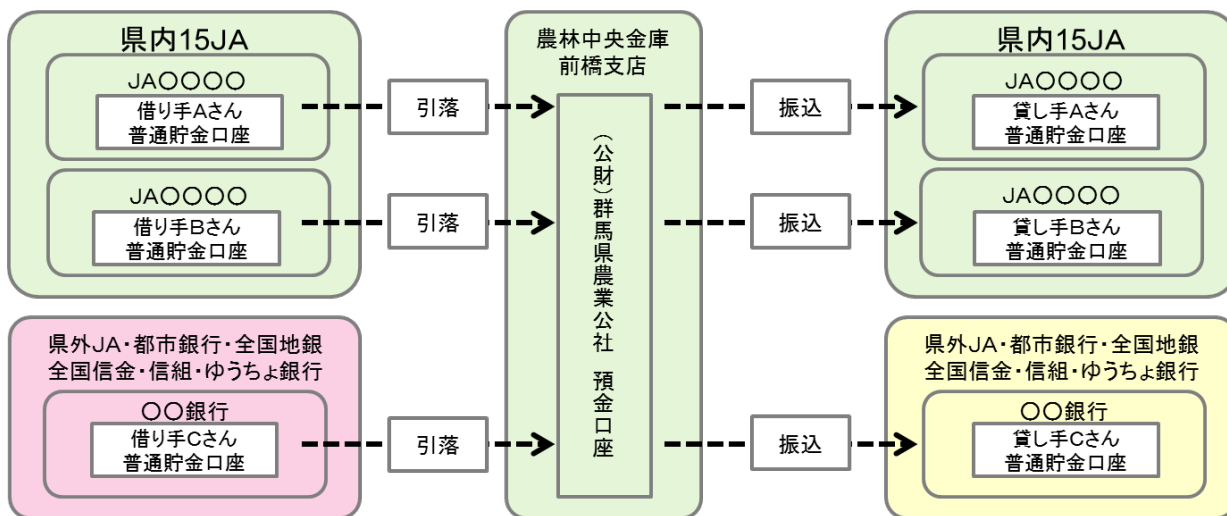 県内15JA
JA〇〇〇〇
借り手Aさん
普通貯金口座
JA〇〇〇〇
借り手Bさん
普通貯金口座
県外JA・都市銀行・全国地銀
全国信金・信組・ゆうちょ銀行
〇〇銀行
借り手Cさん
普通貯金口座
引落
引落
引落
農林中央金庫
前橋支店
（公財）群馬県農業公社　預金口座
振込
振込
振込
県内15JA
JA〇〇〇〇
貸し手Aさん
普通貯金口座
JA〇〇〇〇
貸し手Bさん
普通貯金口座
県外JA・都市銀行・全国地銀
全国信金・信組・ゆうちょ銀行
〇〇銀行
貸し手Cさん
普通貯金口座